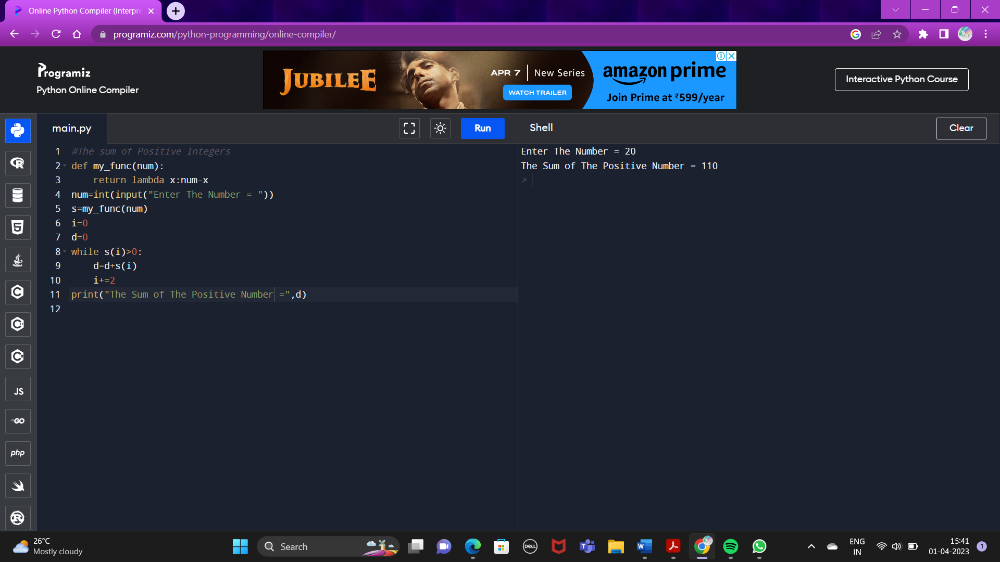 Online Python Compiler (Interpre
programiz.com/python-programming/online-compiler/
Programiz
Python Online Compiler
JUBILEE
APR 7 | New Series
WATCH TRAILER
amazon prime
Join Prime at ₹599/year
Interactive Python Course
main.py
Run
Shell
Clear
1 #The sum of Positive Integers
2 def my_func(num):
3     return lambda x:num-x
4 num=int(input("Enter The Number = "))
5 s=my_func(num)
6 i=0
7 d=0
8 while s(i)>0:
9     d=d+s(i)
10     i+=2
11 print("The Sum of The Positive Number =",d)
12
Enter The Number = 20
The Sum of The Positive Number = 110
>
R
5
C
C
C
JS
GO
php
R
26°C
Mostly cloudy
Search
DELL
T
W
ENG
IN
15:41
01-04-2023
1